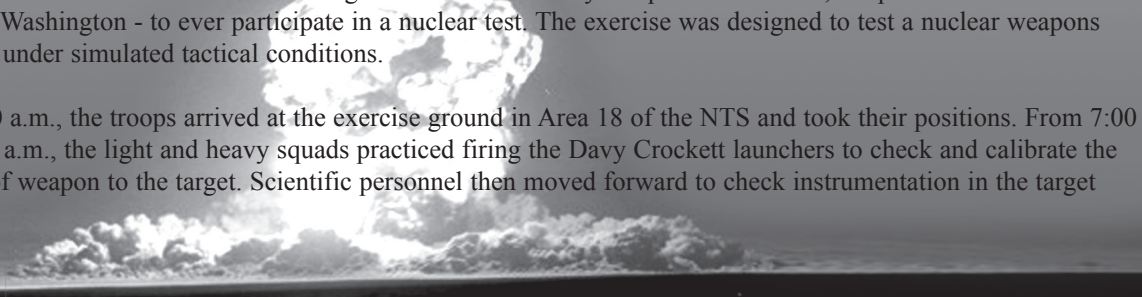 Washington - to ever participate in a nuclear test. The exercise was designed to test a nuclear weapons
under simulated tactical conditions.
a.m., the troops arrived at the exercise ground in Area 18 of the NTS and took their positions. From 7:00
a.m., the light and heavy squads practiced firing the Davy Crockett launchers to check and calibrate the
weapon to the target. Scientific personnel then moved forward to check instrumentation in the target